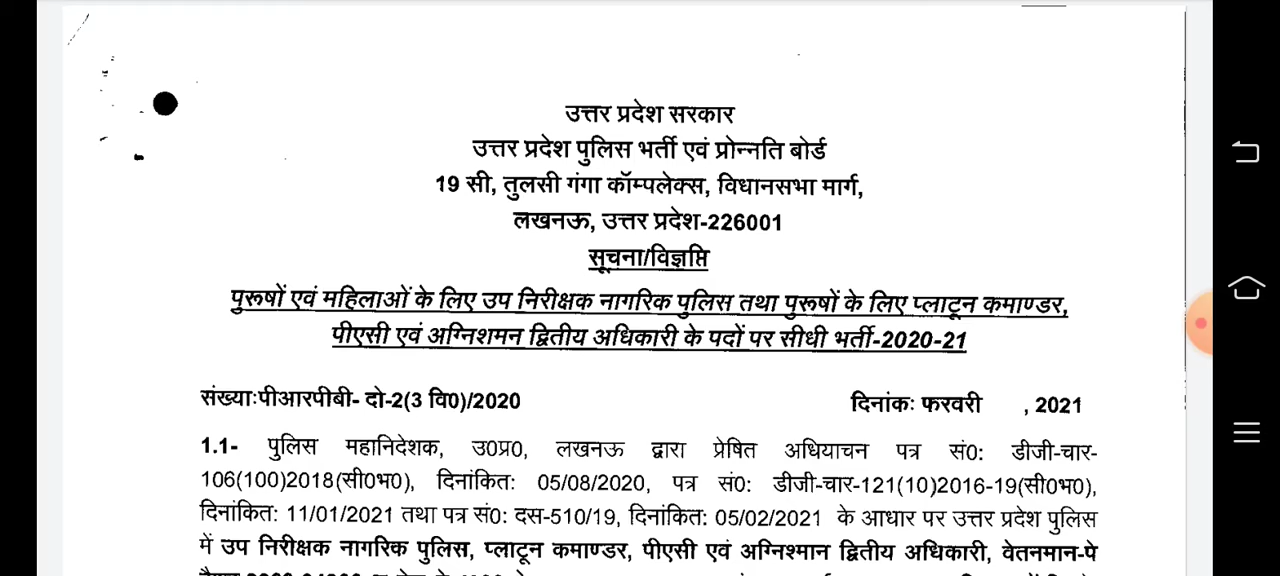 उत्तर प्रदेश सरकार
उत्तर प्रदेश पुलिस भर्ती एवं प्रोन्नति बोर्ड
19 सी, तुलसी गंगा कॉम्पलेक्स, विधानसभा मार्ग,
लखनऊ, उत्तर प्रदेश-226001
सूचना/विज्ञप्ति
पुरूषों एवं महिलाओं के लिए उप निरीक्षक नागरिक पुलिस तथा पुरूषों के लिए प्लाटून कमाण्डर,
पीएसी एवं अग्निशमन द्वितीय अधिकारी के पदों पर सीधी भर्ती-2020-21
संख्याःपीआरपीबी- दो-2(3 वि0)/2020 दिनांकः फरवरी , 2021
1.1- पुलिस महानिदेशक, उ0प्र0, लखनऊ द्वारा प्रेषित अधियाचन पत्र सं0: डीजी-चार-
106(100)2018(सी0भ0), दिनांकित: 05/08/2020, पत्र सं0: डीजी-चार-121(10)2016-19(सी0भ0),
दिनांकित: 11/01/2021 तथा पत्र सं0: दस-510/19, दिनांकित: 05/02/2021 के आधार पर उत्तर प्रदेश पुलिस
में उप निरीक्षक नागरिक पुलिस, प्लाटून कमाण्डर, पीएसी एवं अग्निश्मान द्वितीय अधिकारी, वेतनमान-पे